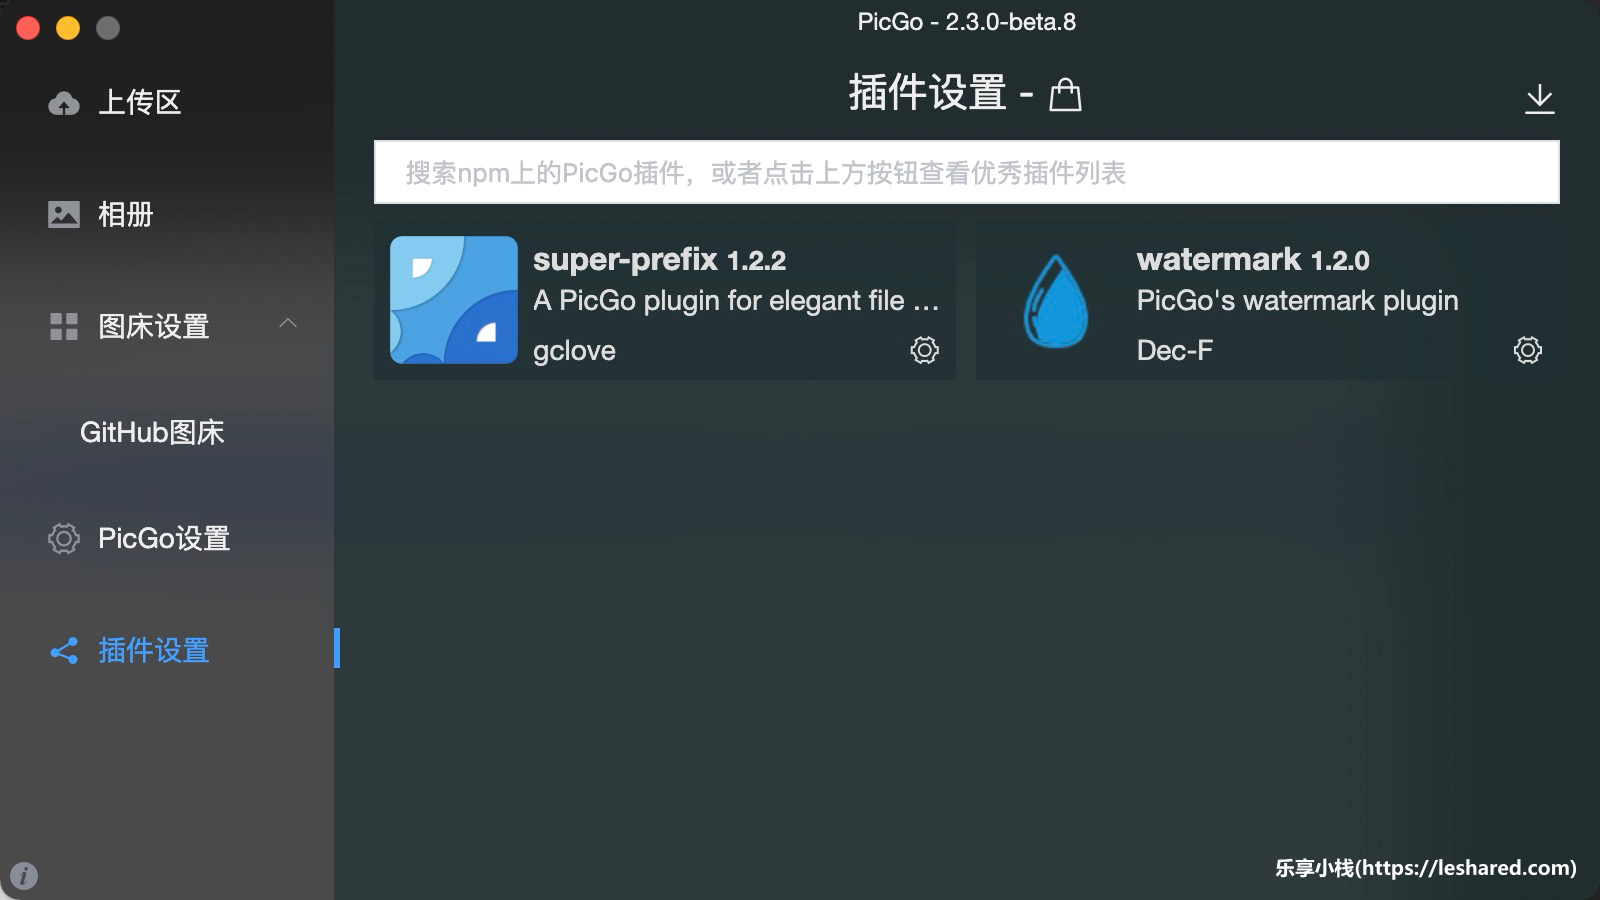 PicGo - 2.3.0-beta.8
上传区
相册
图床设置
GitHub图床
PicGo设置
插件设置
插件设置 -
搜索npm上的PicGo插件，或者点击上方按钮查看优秀插件列表
super-prefix 1.2.2
A PicGo plugin for elegant file ...
gclove
watermark 1.2.0
PicGo's watermark plugin
Dec-F
乐享小栈(https://leshared.com)